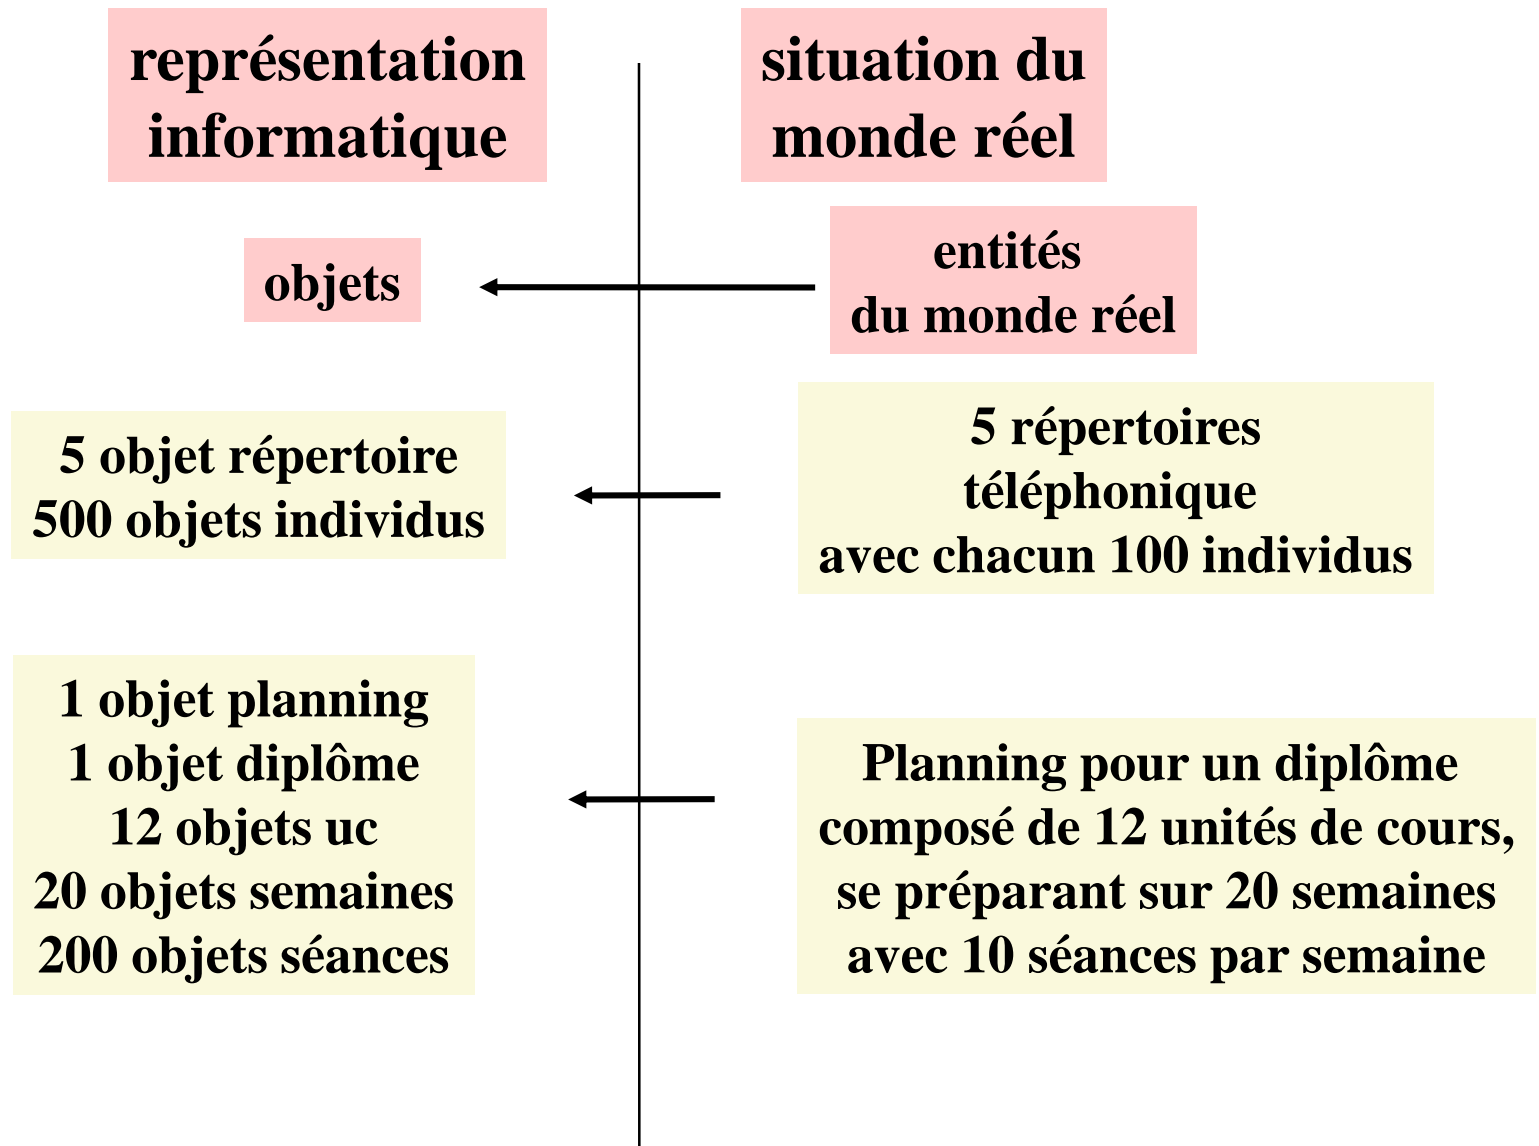 représentation
informatique
situation du
monde réel
objets
entités
du monde réel
5 objet répertoire
500 objets individus
5 répertoires
téléphonique
avec chacun 100 individus
1 objet planning
1 objet diplôme
12 objets uc
20 objets semaines
200 objets séances
Planning pour un diplôme
composé de 12 unités de cours,
se préparant sur 20 semaines
avec 10 séances par semaine